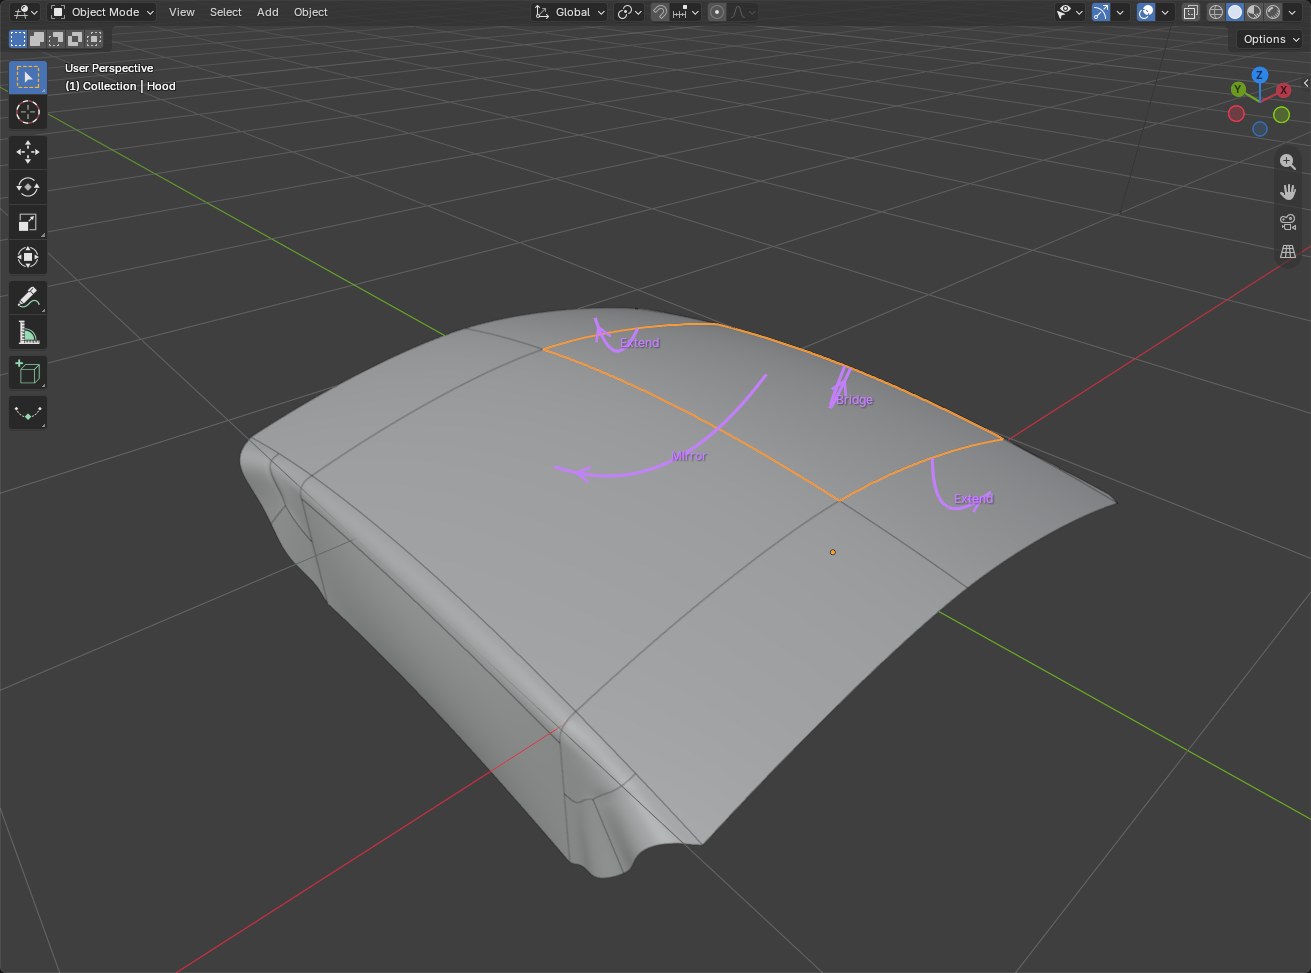 Object Mode View Select Add Object Global
Options
User Perspective
(1) Collection | Hood
Z
Y X
Extend
Bridge
Mirror
Extend